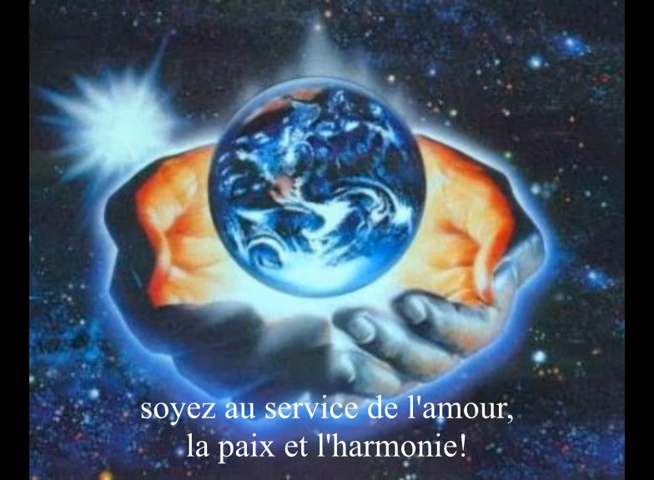 soyez au service de l'amour,
la paix et l'harmonie!